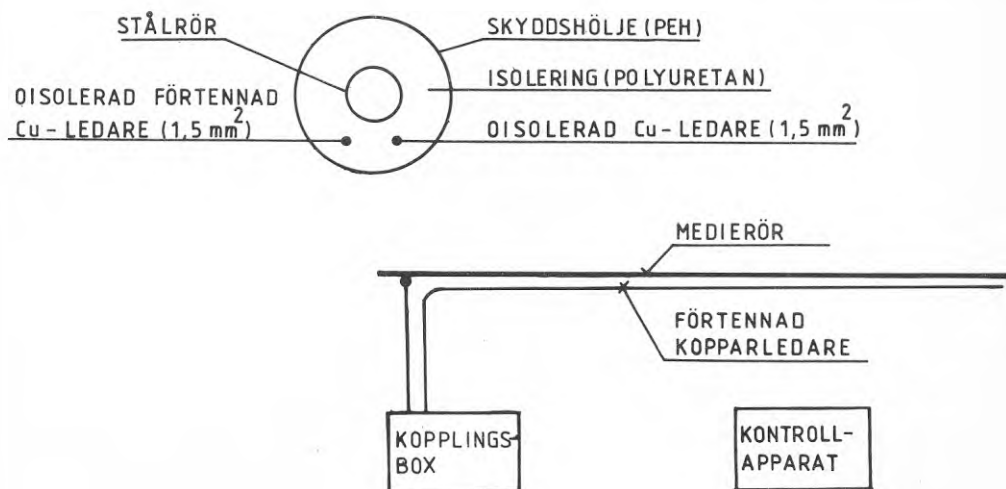 STÅLRÖR
SKYDDSHÖLJE (PEH)
ISOLERING (POLYURETAN)
OISOLERAD FÖRTENNAD
Cu-LEDARE (1,5 mm²)
OISOLERAD Cu-LEDARE (1,5 mm²)
MEDIERÖR
FÖRTENNAD
KOPPARLEDARE
KOPPLINGS-
BOX
KONTROLL-
APPARAT